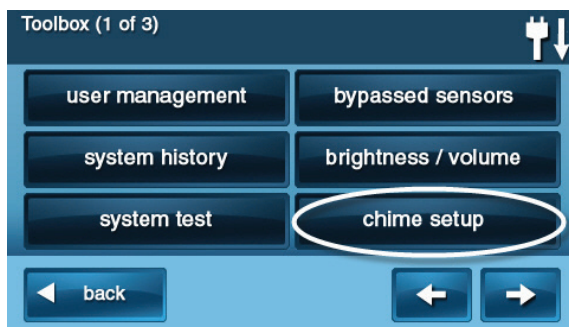 Toolbox (1 of 3)
user management
bypassed sensors
system history
brightness / volume
system test
chime setup
back